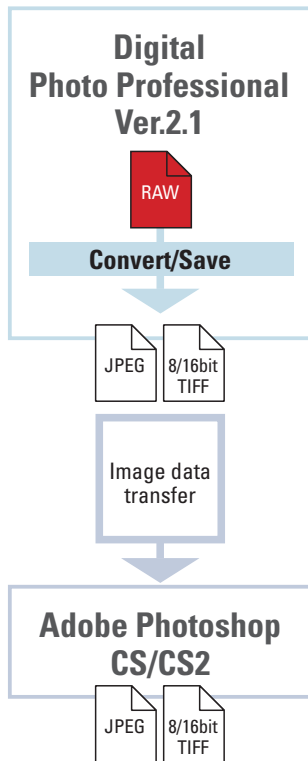 Digital
Photo Professional
Ver.2.1
RAW
Convert/Save
JPEG
8/16bit
TIFF
Image data
transfer
Adobe Photoshop
CS/CS2
JPEG
8/16bit
TIFF